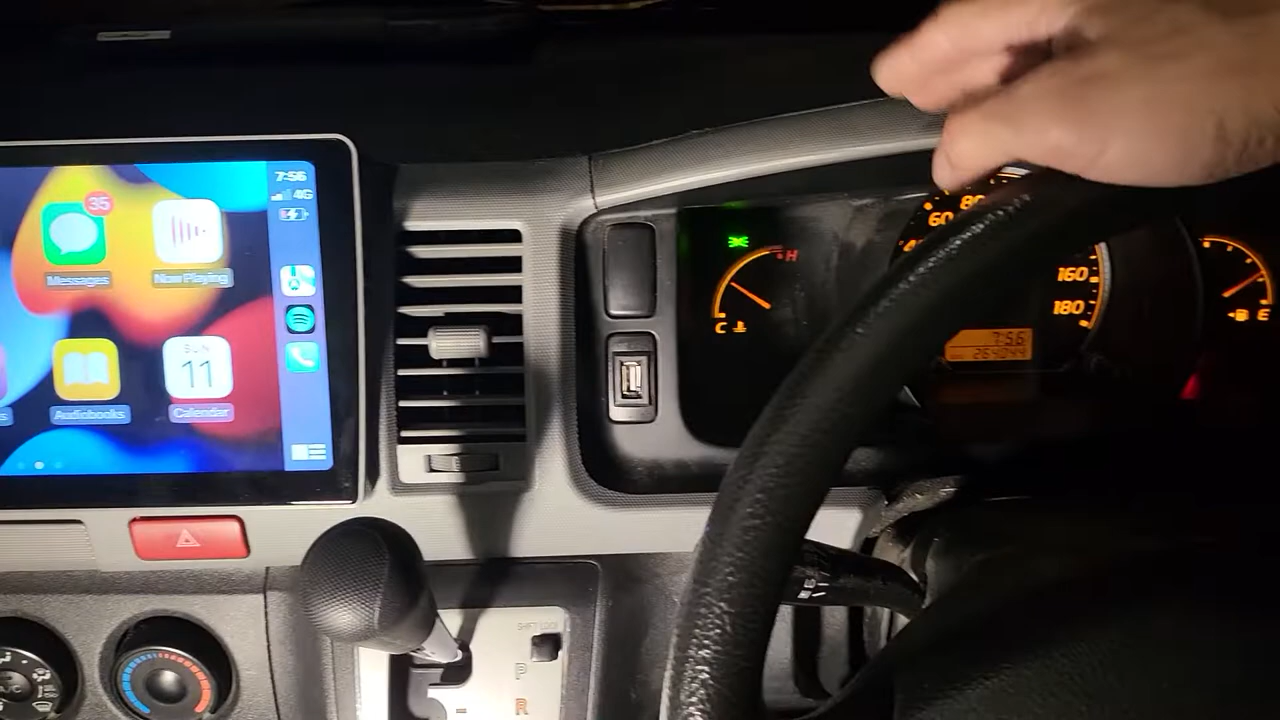 7:56
4G
35
Messages
Now Playing
Audiobooks
SUN
11
Calendar
H
C
60
80
160
180
7:56
264044
E
SHIFT LOCK
P
R